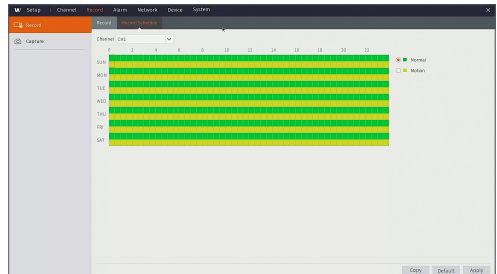 W Setup Channel Record Alarm Network Device System
Record
Capture
Record Record Schedule
Channel CH1
0 2 4 6 8 10 12 14 16 18 20 22
SUN
MON
TUE
WED
THU
FRI
SAT
Normal
Motion
Copy Default Apply